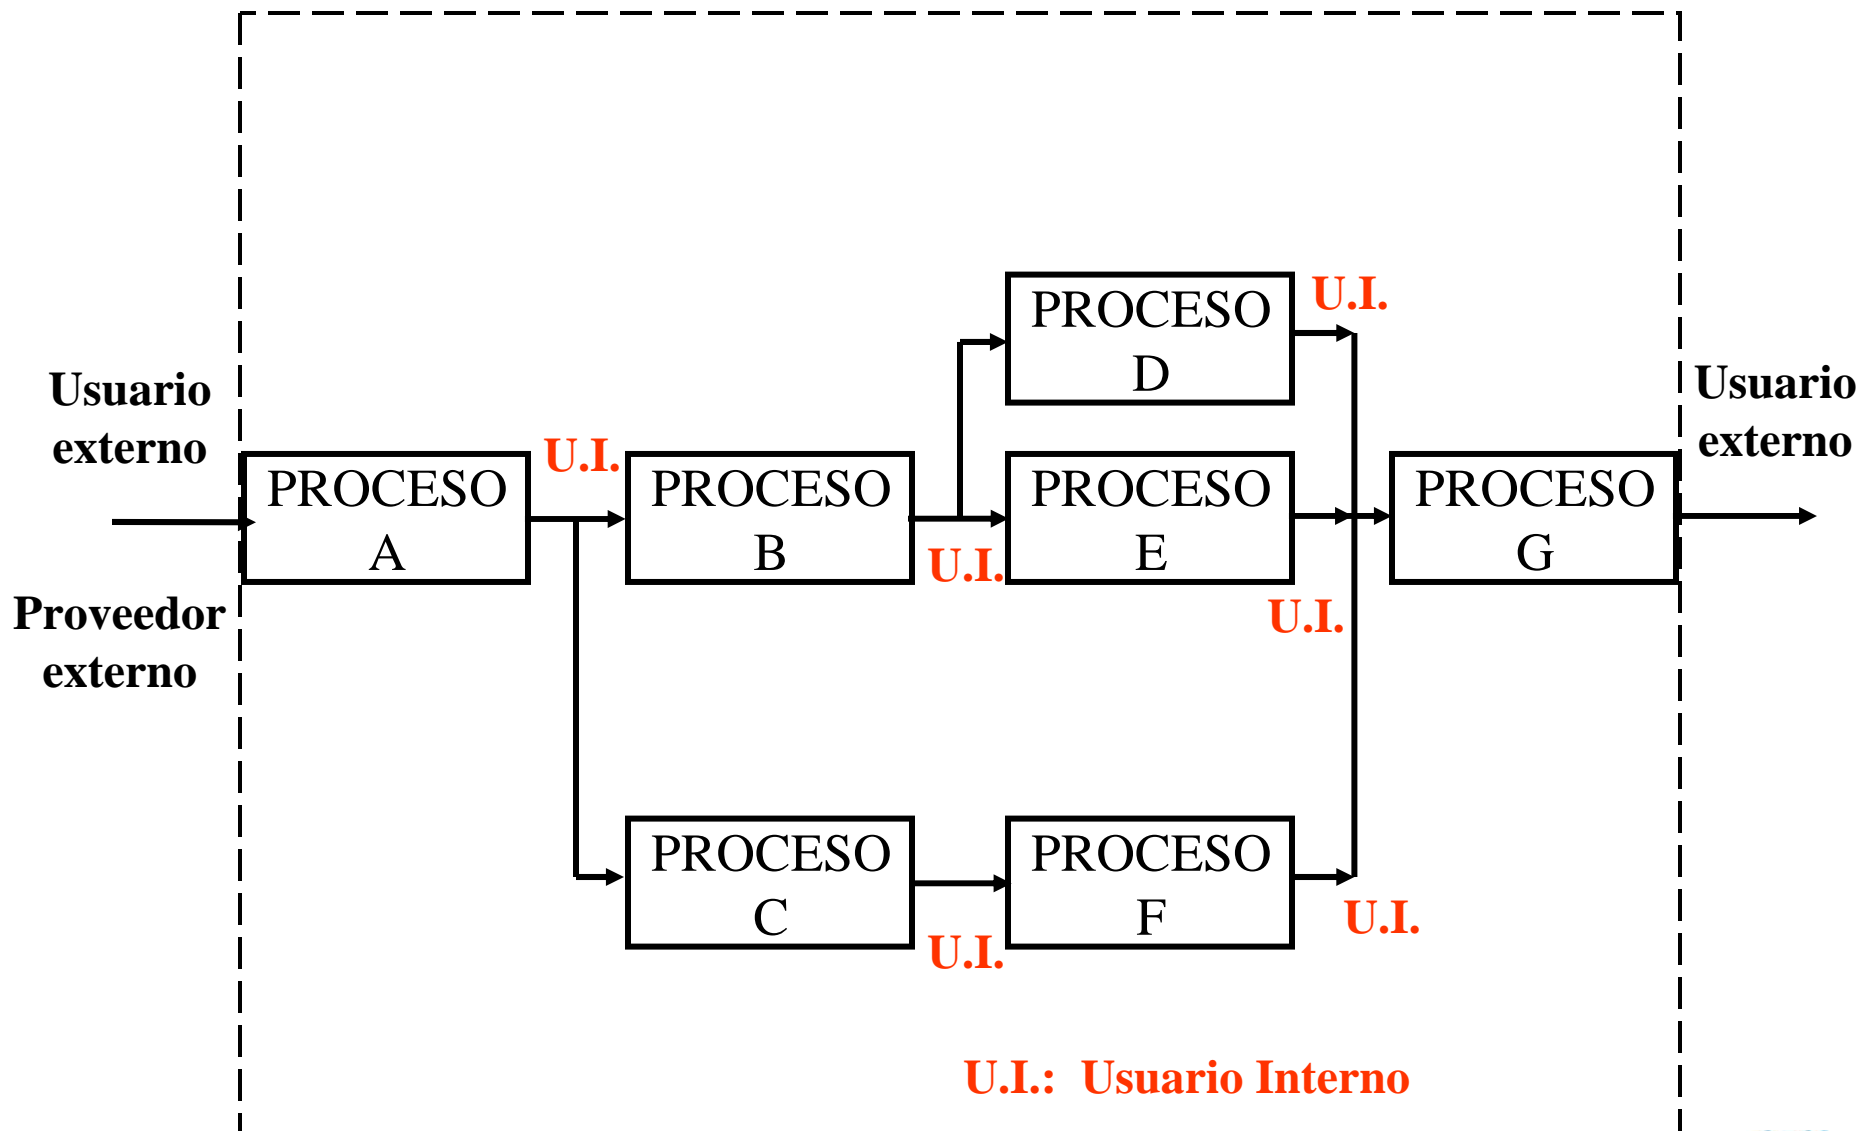 Usuario
externo
Proveedor
externo
PROCESO
A
U.I.
PROCESO
B
U.I.
PROCESO
C
U.I.
PROCESO
D
U.I.
PROCESO
E
U.I.
PROCESO
F
U.I.
PROCESO
G
Usuario
externo
U.I.: Usuario Interno